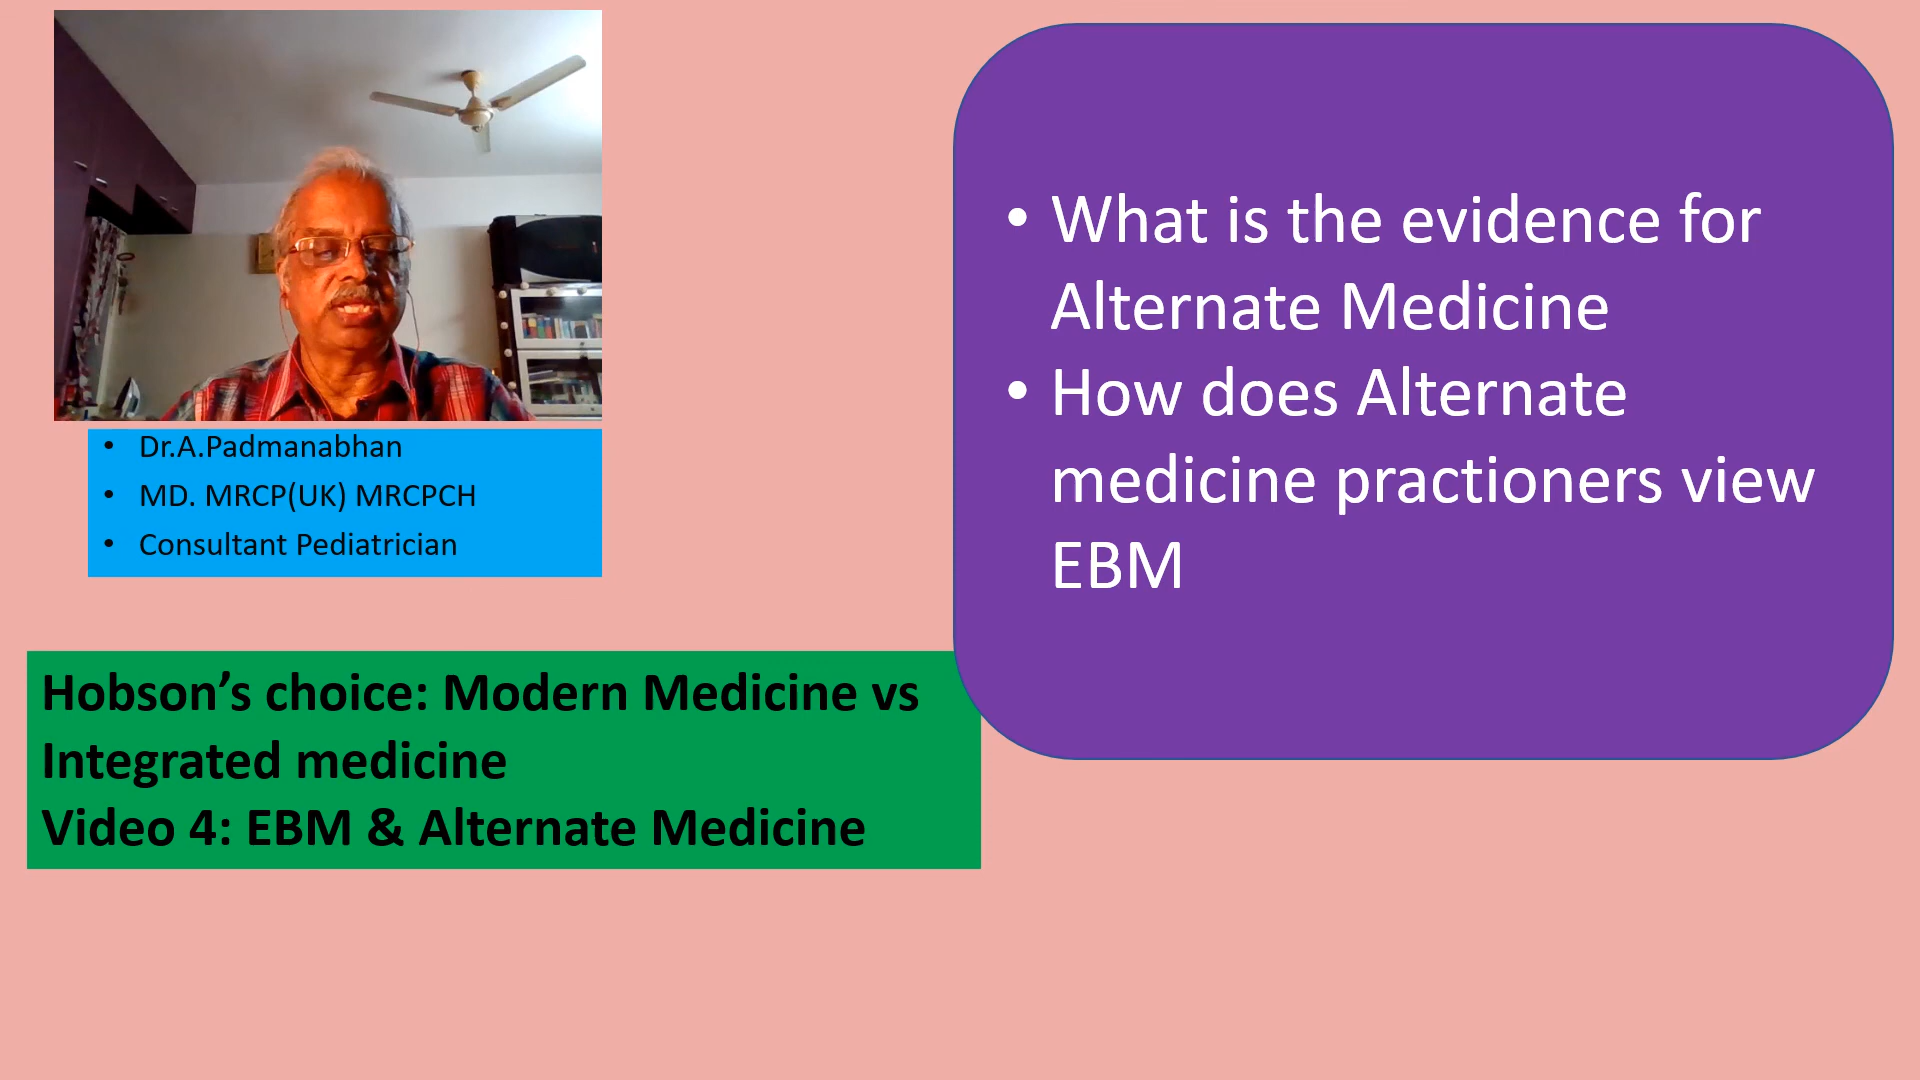 • Dr.A.Padmanabhan
• MD. MRCP(UK) MRCPCH
• Consultant Pediatrician
Hobson’s choice: Modern Medicine vs
Integrated medicine
Video 4: EBM & Alternate Medicine
• What is the evidence for
Alternate Medicine
• How does Alternate
medicine practioners view
EBM